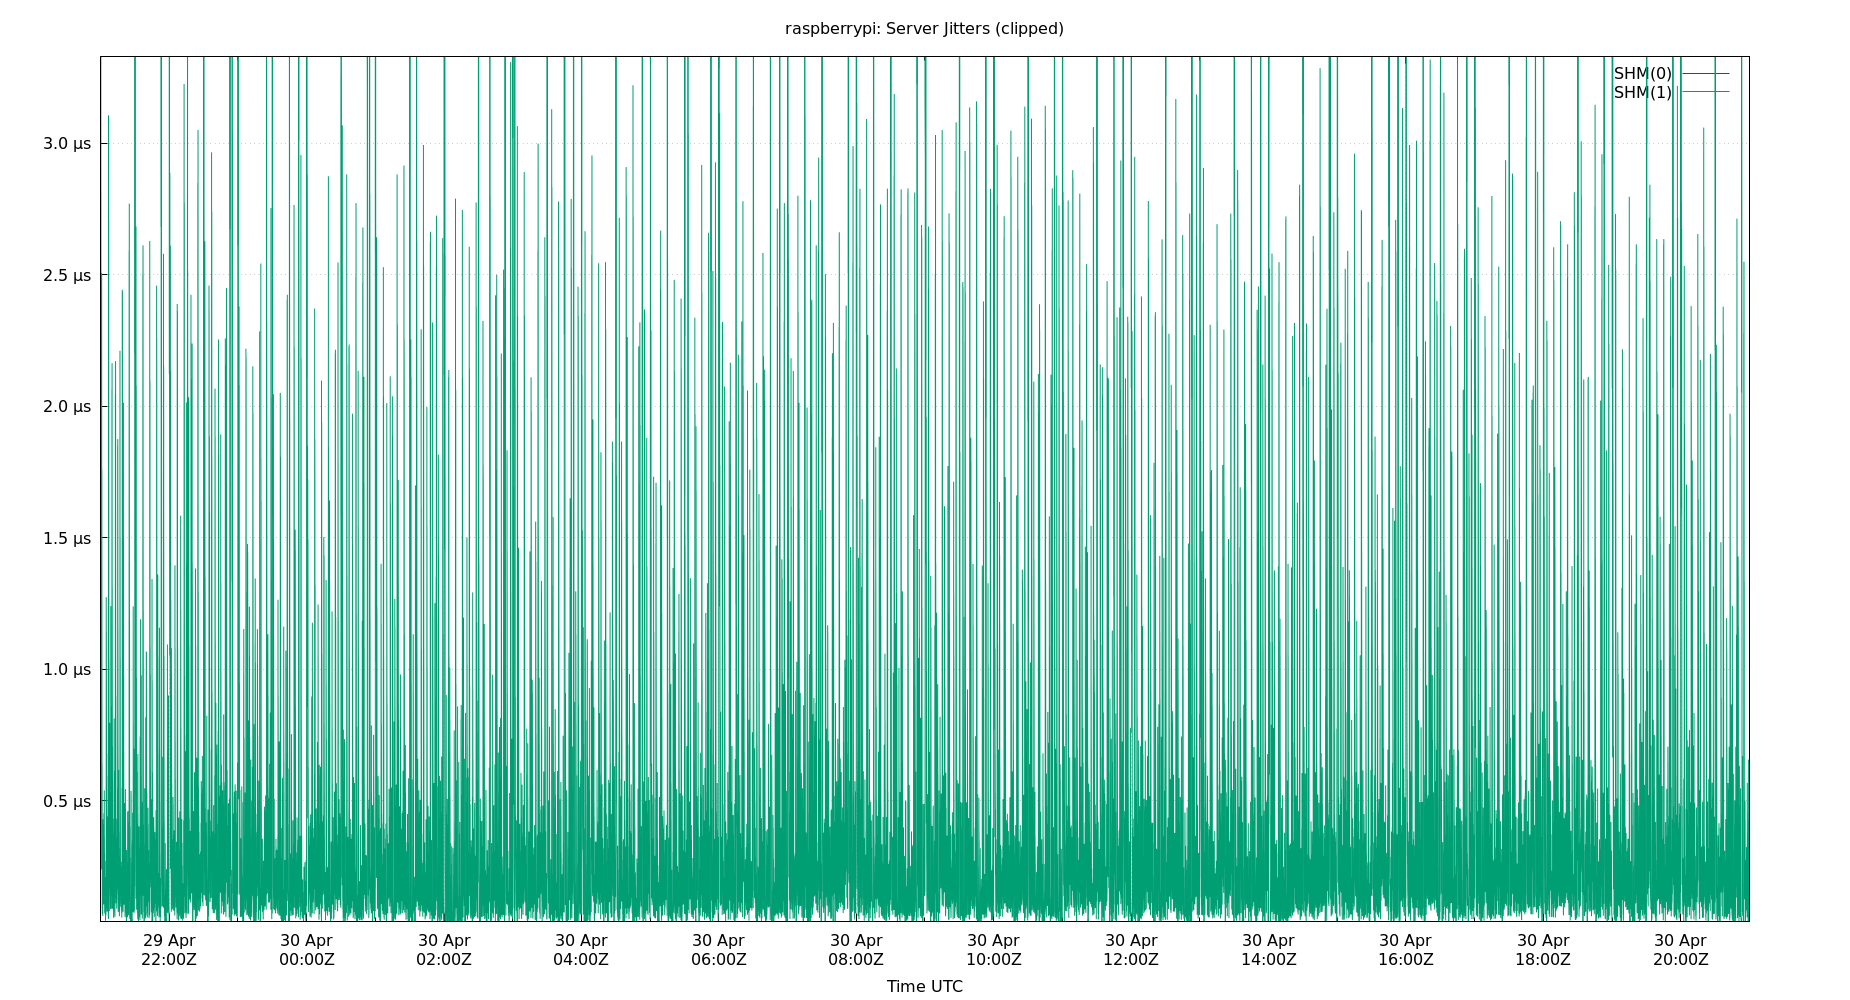 raspberrypi: Server Jitters (clipped)
SHM(0)
SHM(1)
3.0 µs
2.5 µs
2.0 µs
1.5 µs
1.0 µs
0.5 µs
29 Apr 30 Apr 30 Apr 30 Apr 30 Apr 30 Apr 30 Apr 30 Apr 30 Apr 30 Apr 30 Apr 30 Apr
22:00Z 00:00Z 02:00Z 04:00Z 06:00Z 08:00Z 10:00Z 12:00Z 14:00Z 16:00Z 18:00Z 20:00Z
Time UTC